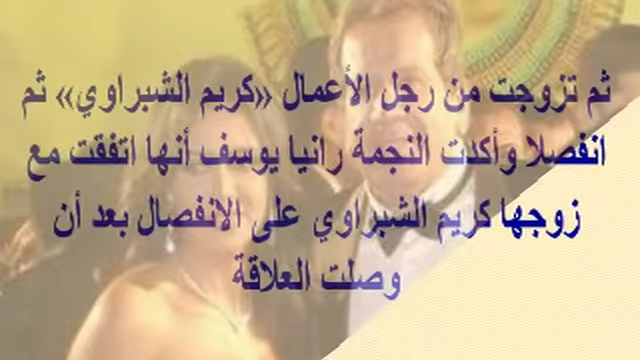 ثم تزوجت من رجل الأعمال «كريم الشبراوي» ثم
انفصلا وأكدت النجمة رانيا يوسف أنها اتفقت مع
زوجها كريم الشبراوي على الانفصال بعد أن
وصلت العلاقة